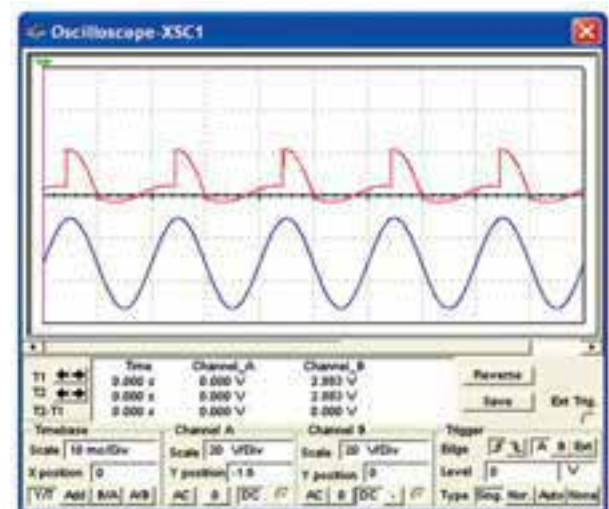 Oscilloscope-XSC1
Time Channel_A Channel_B
T1 0.000 s 0.000 V 2.883 V
T2 0.000 s 0.000 V 2.883 V
T2-T1 0.000 s 0.000 V 0.000 V
Reverse
Save
Ext Trig.
Timebase Channel A Channel B Trigger
Scale 10 ms/Div Scale 20 V/Div Scale 20 V/Div Edge A B Ext
X position 0 Y position -1.6 Y position 0 Level 0 V
Y/T Add B/A A/B AC 0 DC AC 0 DC - Type Sing. Nor. Auto None